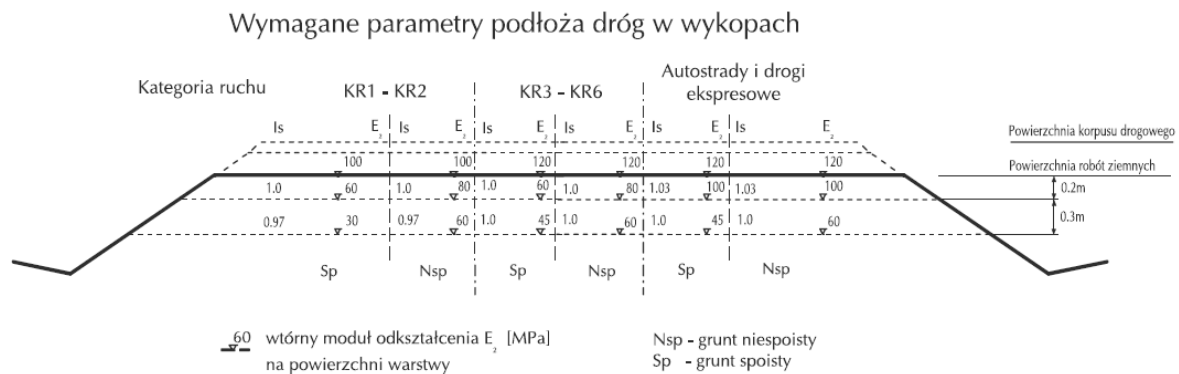 Wymagane parametry podłoża dróg w wykopach
Kategoria ruchu KR1 - KR2 KR3 - KR6 Autostrady i drogi ekspresowe
Is E₂ Is E₂ Is E₂ Is E₂ Is E₂ Is E₂
Powierzchnia korpusu drogowego
100 100 120 120 120 120
Powierzchnia robót ziemnych
1.0 60 1.0 80 1.0 60 1.0 80 1.03 100 1.03 100 0.2m
0.97 30 0.97 60 1.0 45 1.0 60 1.0 45 1.0 60 0.3m
Sp Nsp Sp Nsp Sp Nsp
60 wtórny moduł odkształcenia E₂ [MPa]
na powierzchni warstwy
Nsp - grunt niespoisty
Sp - grunt spoisty